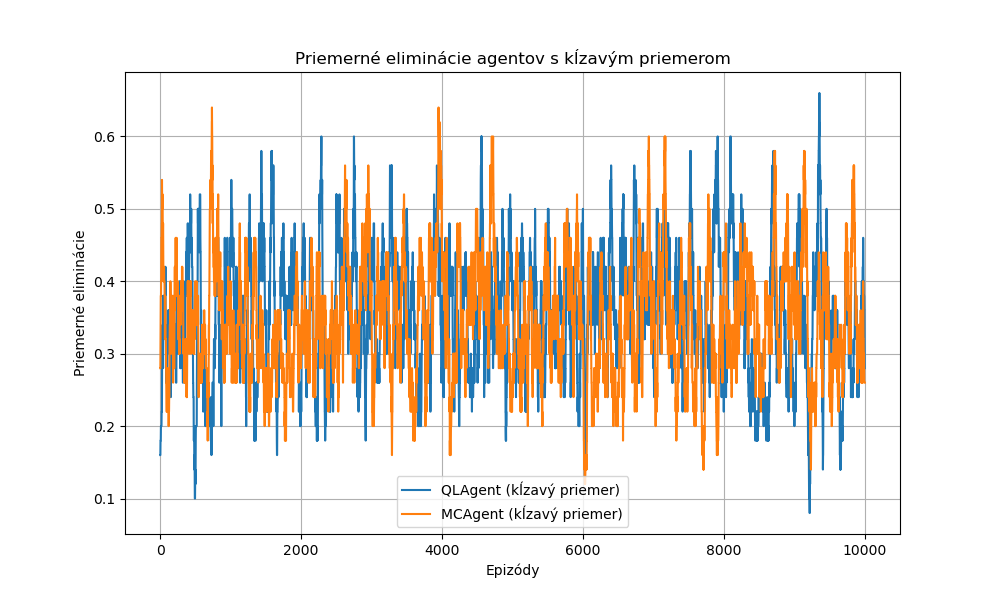 Priemerné eliminácie agentov s kĺzavým priemerom
Priemerné eliminácie
0.6
0.5
0.4
0.3
0.2
0.1
QLAgent (kĺzavý priemer)
MCAgent (kĺzavý priemer)
0 2000 4000 6000 8000 10000
Epizódy